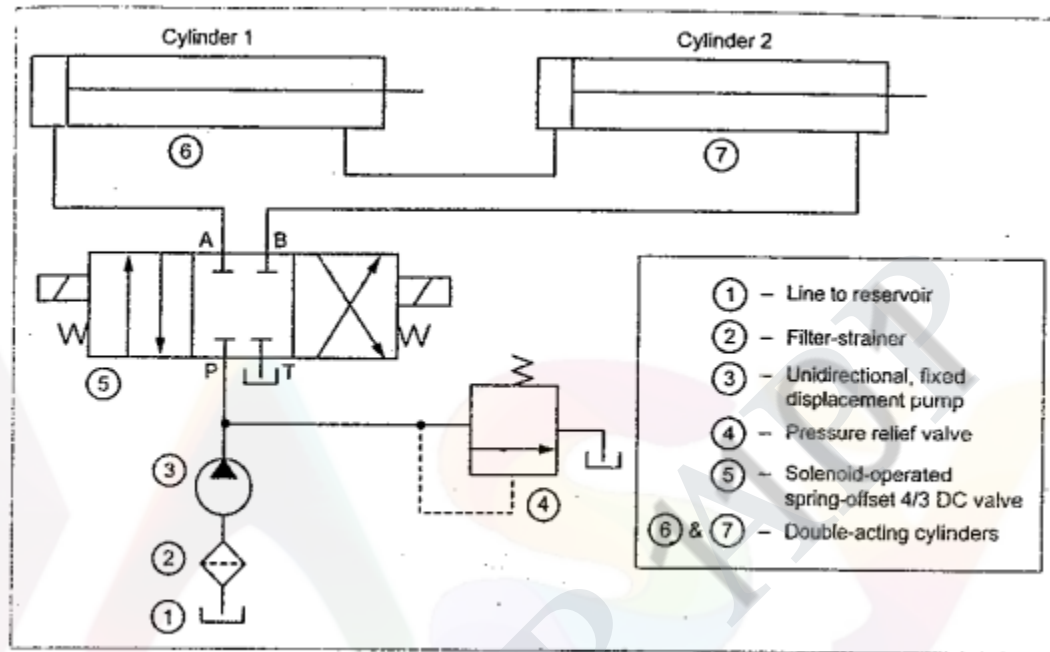 Cylinder 1
Cylinder 2
6
7
A B
P T
5
3
4
2
1
1 – Line to reservoir
2 – Filter-strainer
3 – Unidirectional, fixed
displacement pump
4 – Pressure relief valve
5 – Solenoid-operated
spring-offset 4/3 DC valve
6 & 7 – Double-acting cylinders